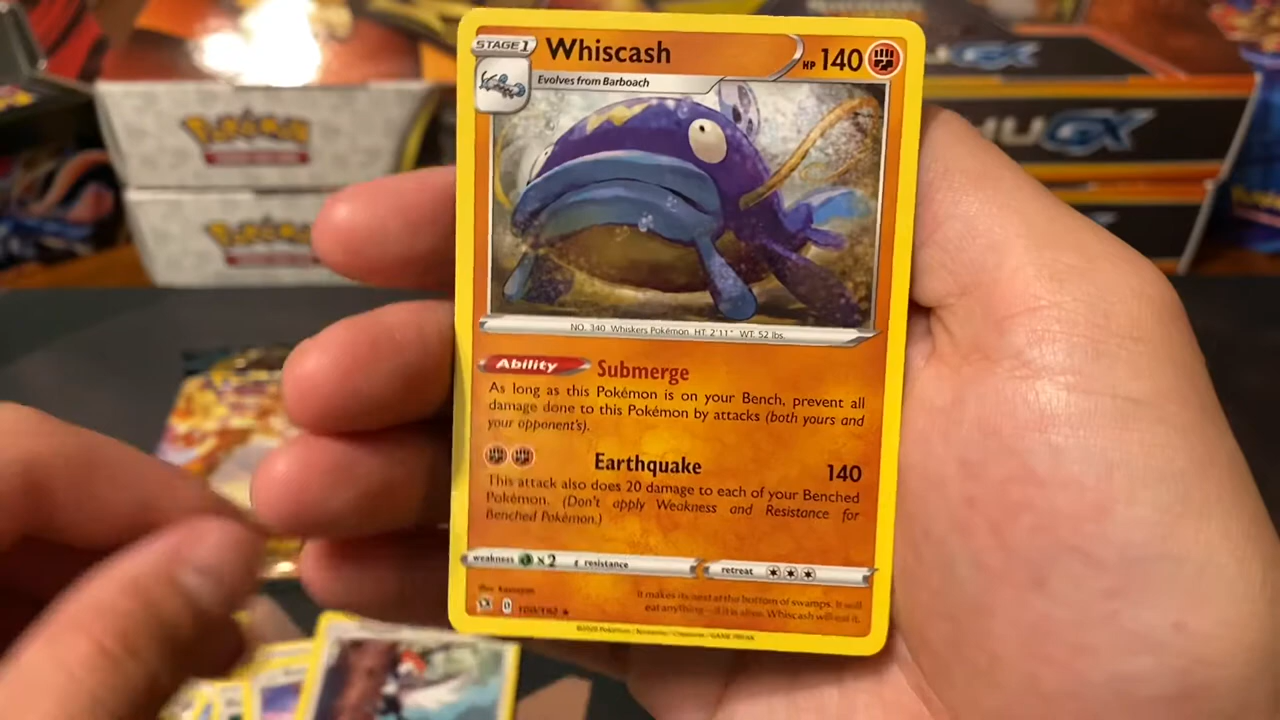 Pokémon
Pokémon
GX
STAGE 1
Whiscash
HP 140
Evolves from Barboach
NO. 340 Whiskers Pokémon. HT: 2'11" WT: 52 lbs.
Ability
Submerge
As long as this Pokémon is on your Bench, prevent all
damage done to this Pokémon by attacks (both yours and
your opponent's).
Earthquake 140
This attack also does 20 damage to each of your Benched
Pokémon. (Don't apply Weakness and Resistance for
Benched Pokémon.)
weakness ×2 resistance
retreat
It makes its nest at the bottom of swamps. It will
eat anything—if it is alive, Whiscash will eat it.
D